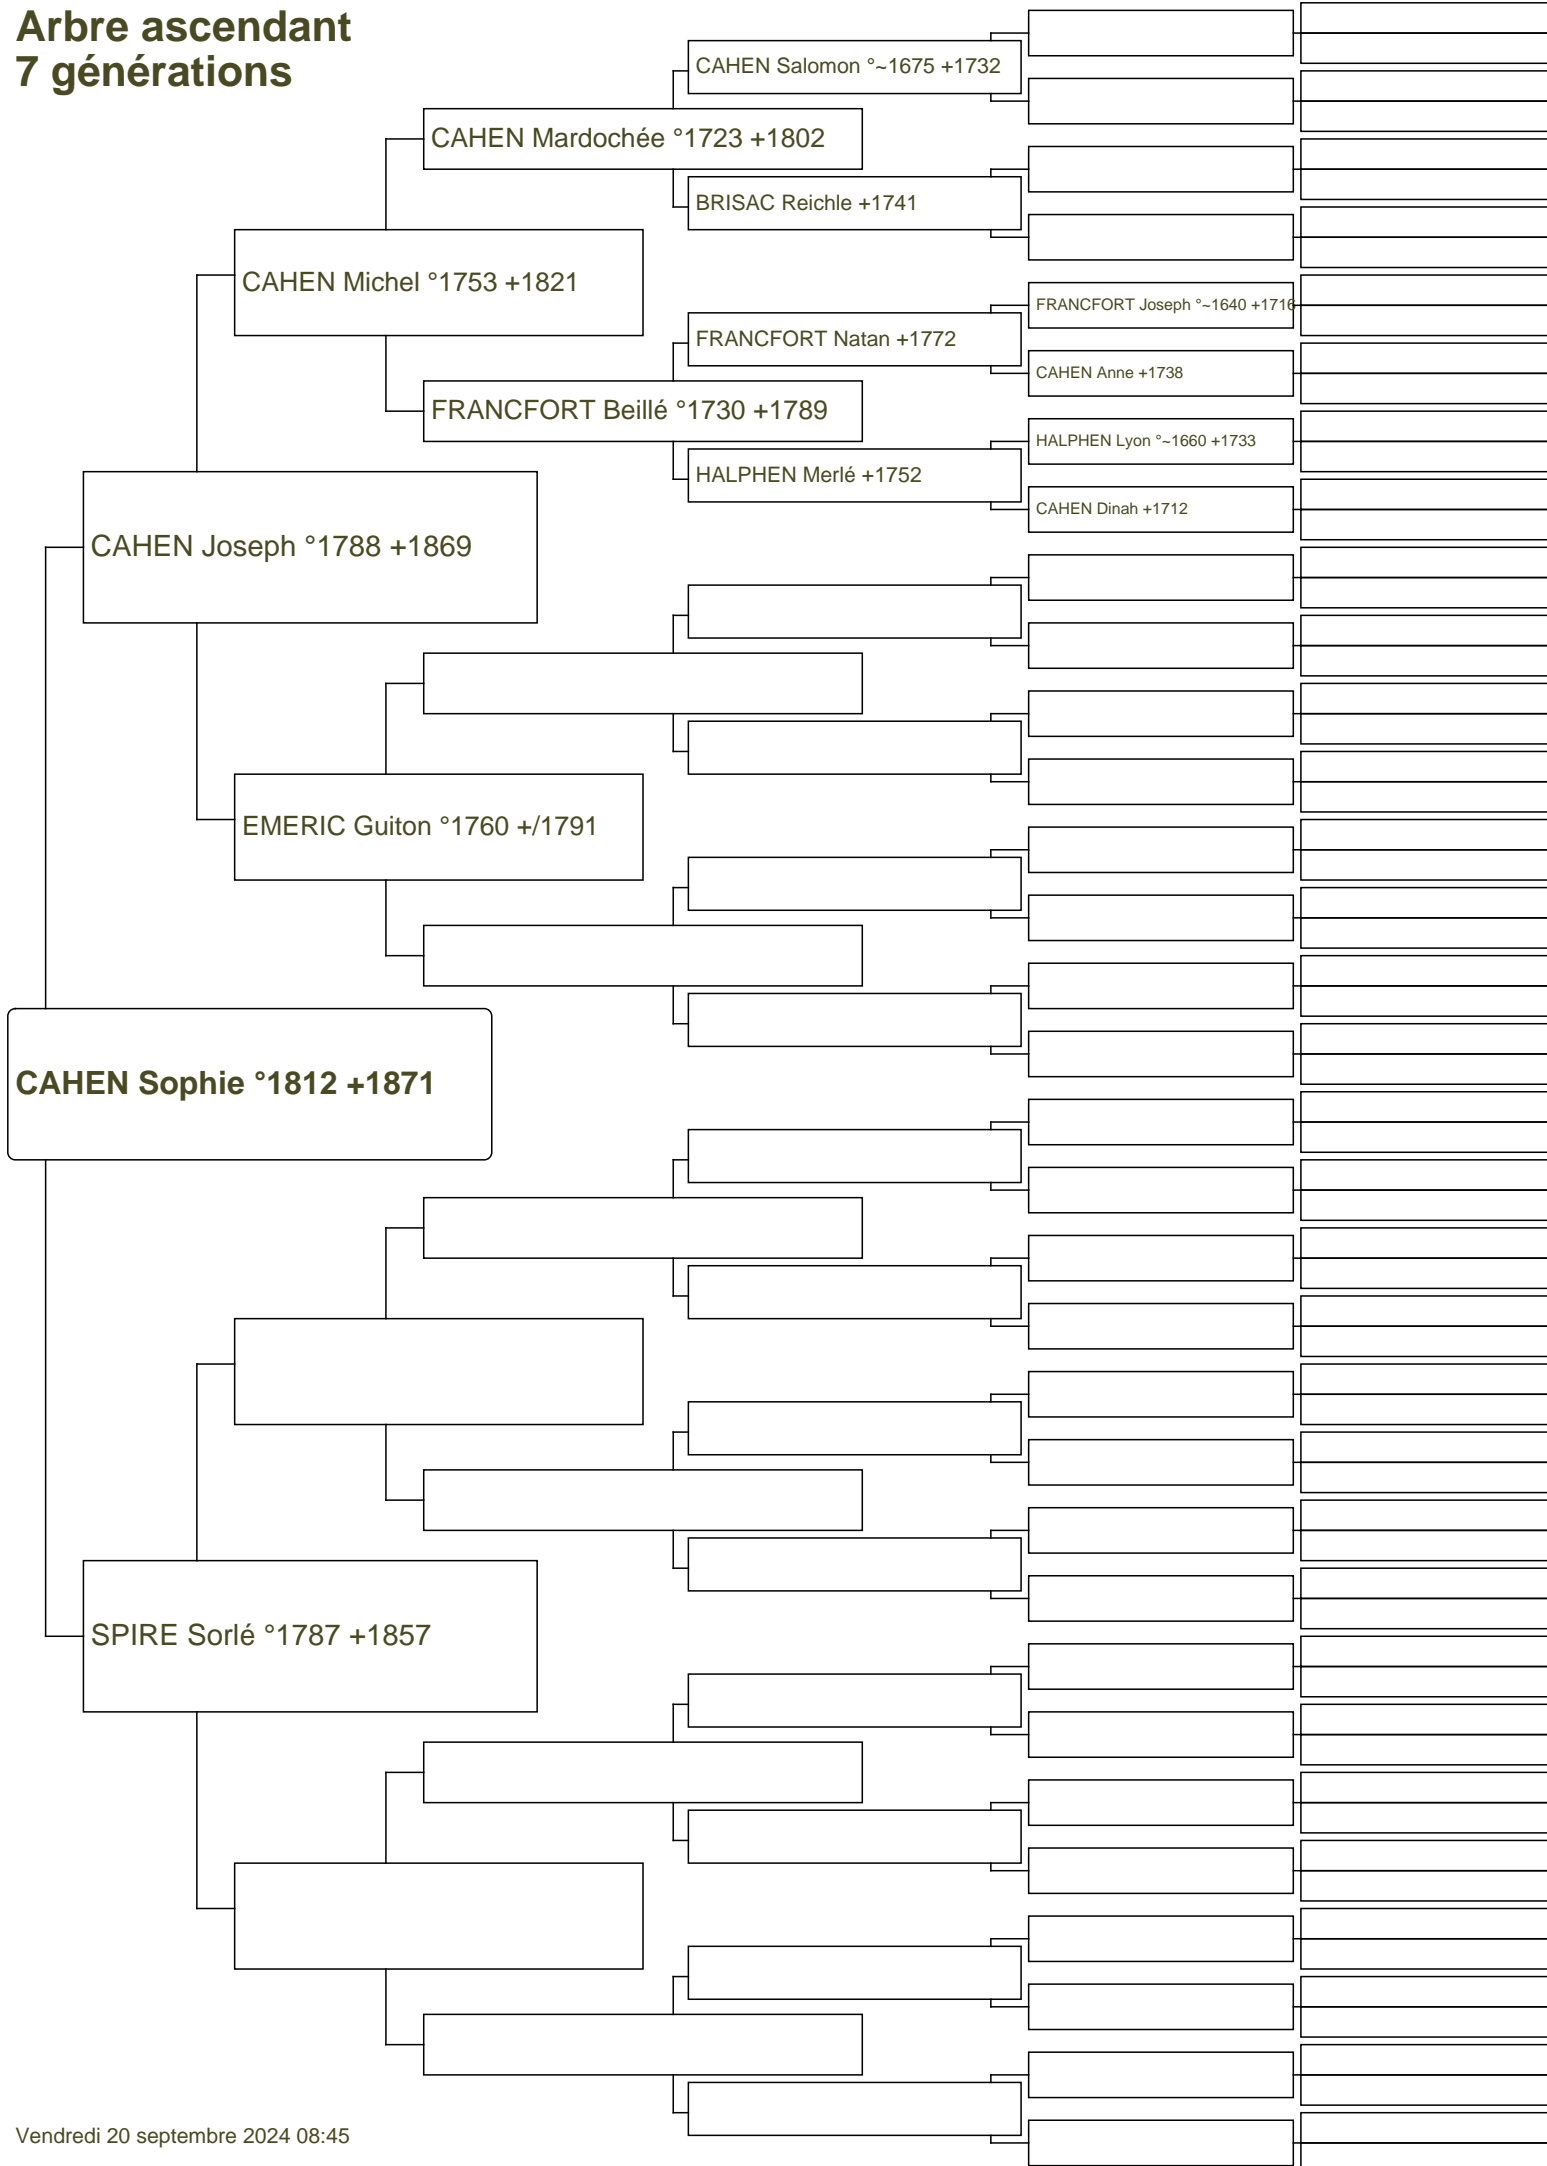 Arbre ascendant
7 générations
CAHEN Salomon °~1675 +1732
CAHEN Mardochée °1723 +1802
BRISAC Reichle +1741
CAHEN Michel °1753 +1821
FRANCFORT Joseph °~1640 +1716
FRANCFORT Natan +1772
CAHEN Anne +1738
FRANCFORT Beillé °1730 +1789
HALPHEN Lyon °~1660 +1733
HALPHEN Merlé +1752
CAHEN Dinah +1712
CAHEN Joseph °1788 +1869
EMERIC Guiton °1760 +/1791
CAHEN Sophie °1812 +1871
SPIRE Sorlé °1787 +1857
Vendredi 20 septembre 2024 08:45